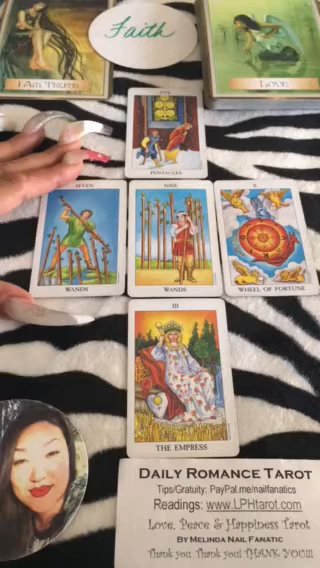 Faith
LOVE
FIVE
PENTACLES
SEVEN
WANDS
NINE
WANDS
X
WHEEL OF FORTUNE
III
THE EMPRESS
DAILY ROMANCE TAROT
Tips/Gratuity: PayPal.me/nailfanatics
Readings: www.LPHtarot.com
Love, Peace & Happiness Tarot
BY MELINDA NAIL FANATIC
Thank you Thank you! THANK YOU!!!